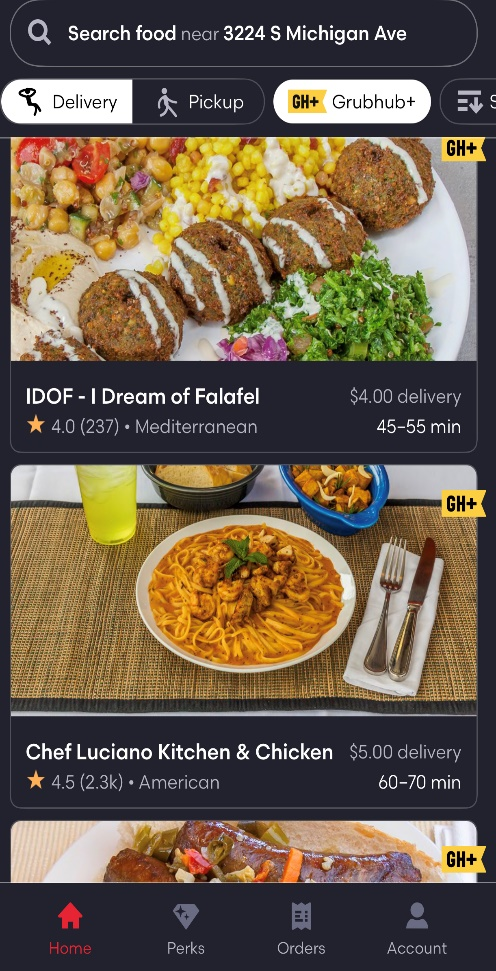 Search food near 3224 S Michigan Ave
Delivery Pickup GH+ Grubhub+ S
GH+
IDOF - I Dream of Falafel $4.00 delivery
★ 4.0 (237) • Mediterranean 45–55 min
GH+
Chef Luciano Kitchen & Chicken $5.00 delivery
★ 4.5 (2.3k) • American 60–70 min
GH+
Home Perks Orders Account